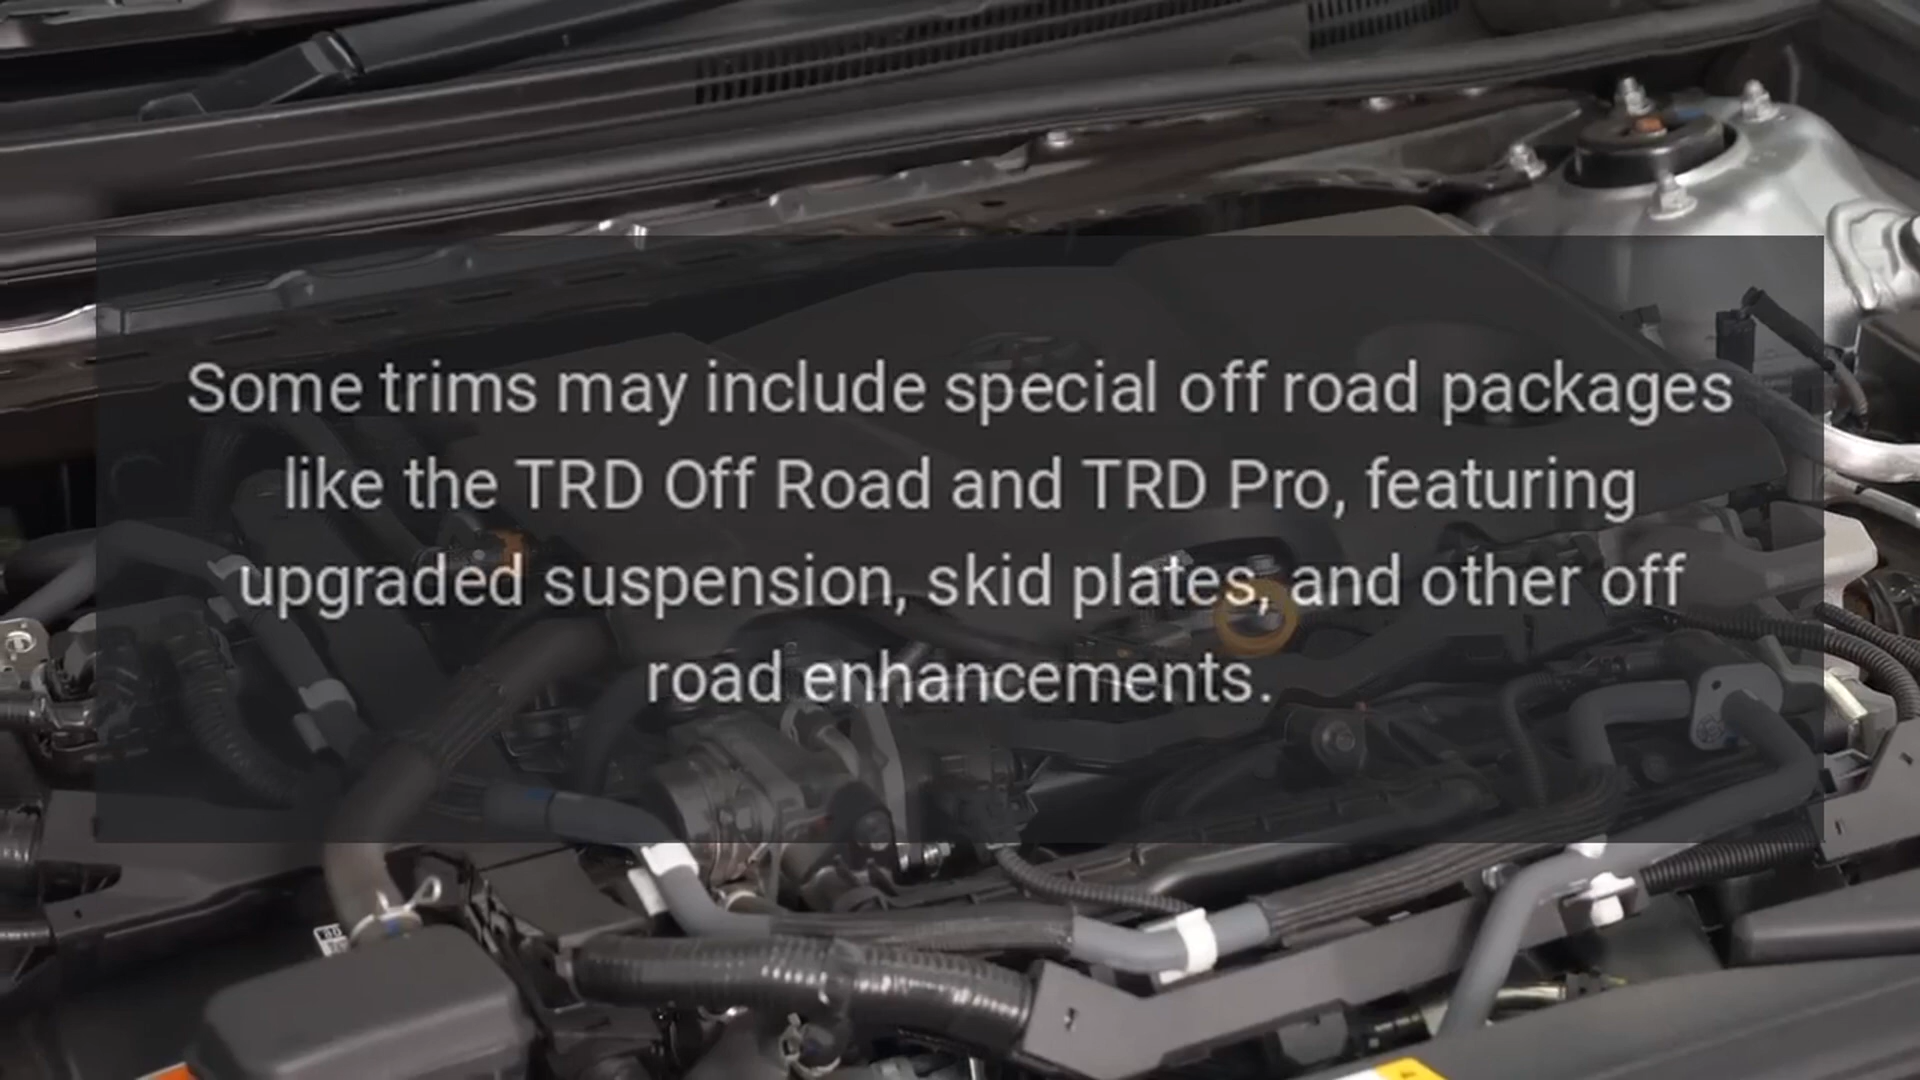 Some trims may include special off road packages
like the TRD Off Road and TRD Pro, featuring
upgraded suspension, skid plates, and other off
road enhancements.